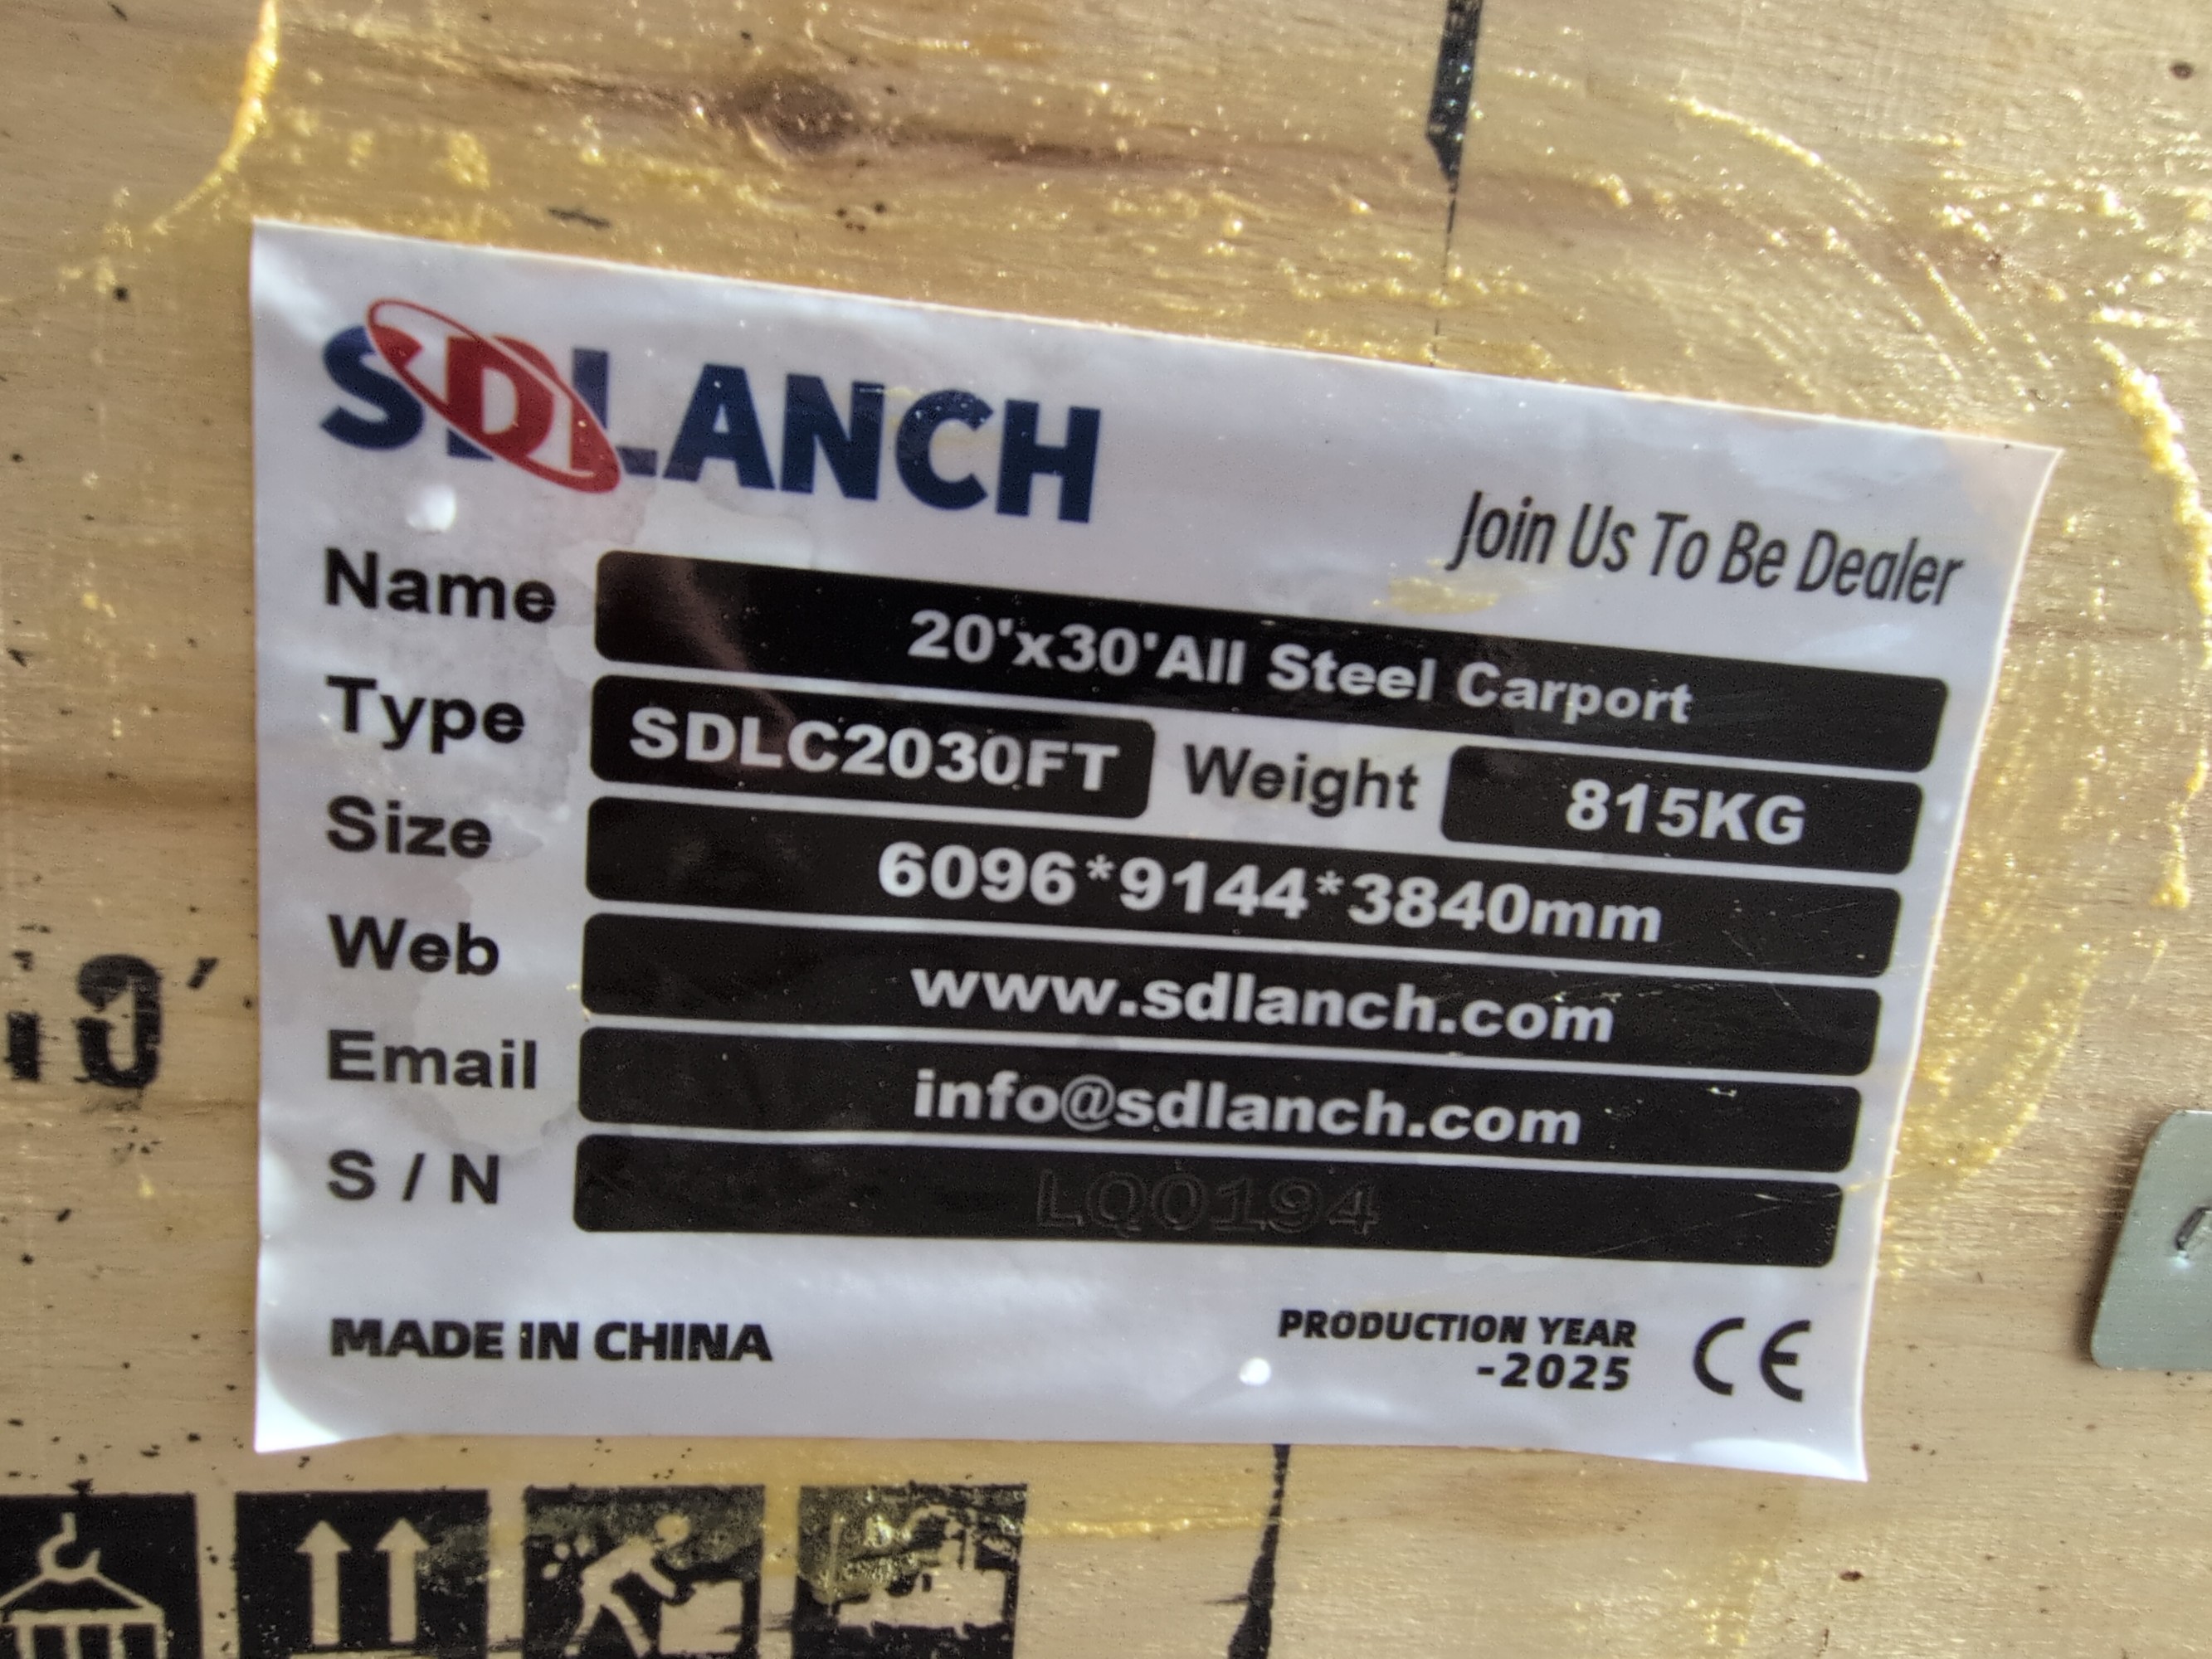 SDLANCH
Join Us To Be Dealer
Name 20'x30'All Steel Carport
Type SDLC2030FT Weight 815KG
Size 6096*9144*3840mm
Web www.sdlanch.com
Email info@sdlanch.com
S / N LQ0194
MADE IN CHINA
PRODUCTION YEAR
-2025
CE